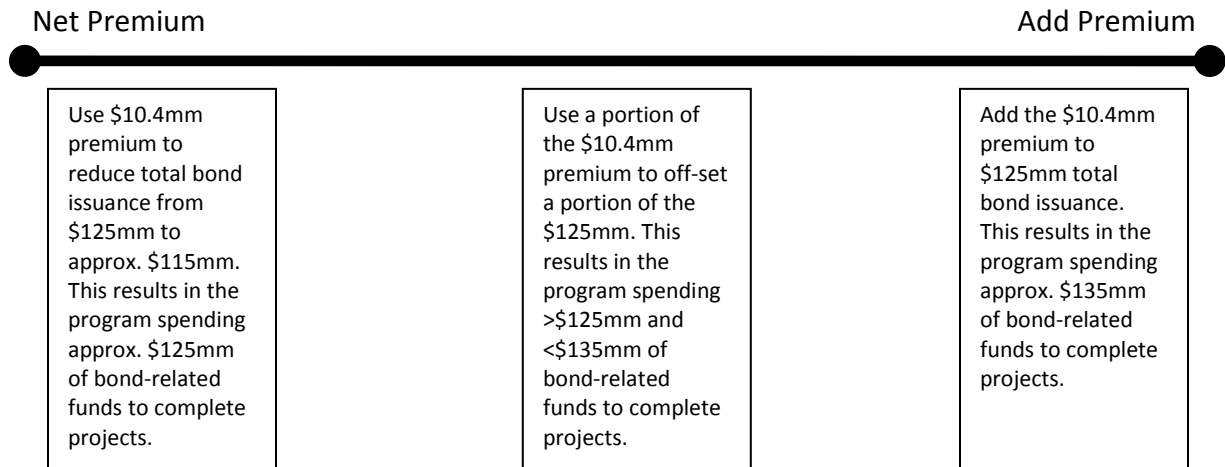 Net Premium
Add Premium
Use $10.4mm
premium to
reduce total bond
issuance from
$125mm to
approx. $115mm.
This results in the
program spending
approx. $125mm
of bond-related
funds to complete
projects.
Use a portion of
the $10.4mm
premium to off-set
a portion of the
$125mm. This
results in the
program spending
>$125mm and
<$135mm of
bond-related
funds to complete
projects.
Add the $10.4mm
premium to
$125mm total
bond issuance.
This results in the
program spending
approx. $135mm
of bond-related
funds to complete
projects.